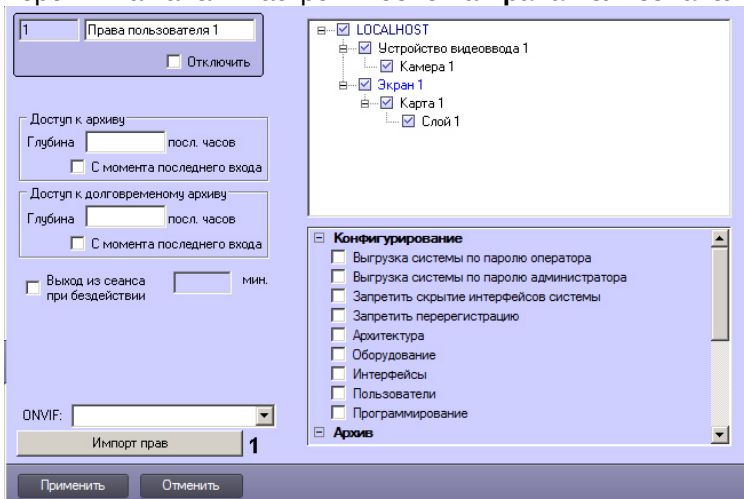 1
Права пользователя 1
Отключить
Доступ к архиву
Глубина посл. часов
С момента последнего входа
Доступ к долговременому архиву
Глубина посл. часов
С момента последнего входа
Выход из сеанса при бездействии мин.
ONVIF:
Импорт прав 1
LOCALHOST
Устройство видеоввода 1
Камера 1
Экран 1
Карта 1
Слой 1
Конфигурирование
Выгрузка системы по паролю оператора
Выгрузка системы по паролю администратора
Запретить скрытие интерфейсов системы
Запретить перерегистрацию
Архитектура
Оборудование
Интерфейсы
Пользователи
Программирование
Архив
Применить Отменить